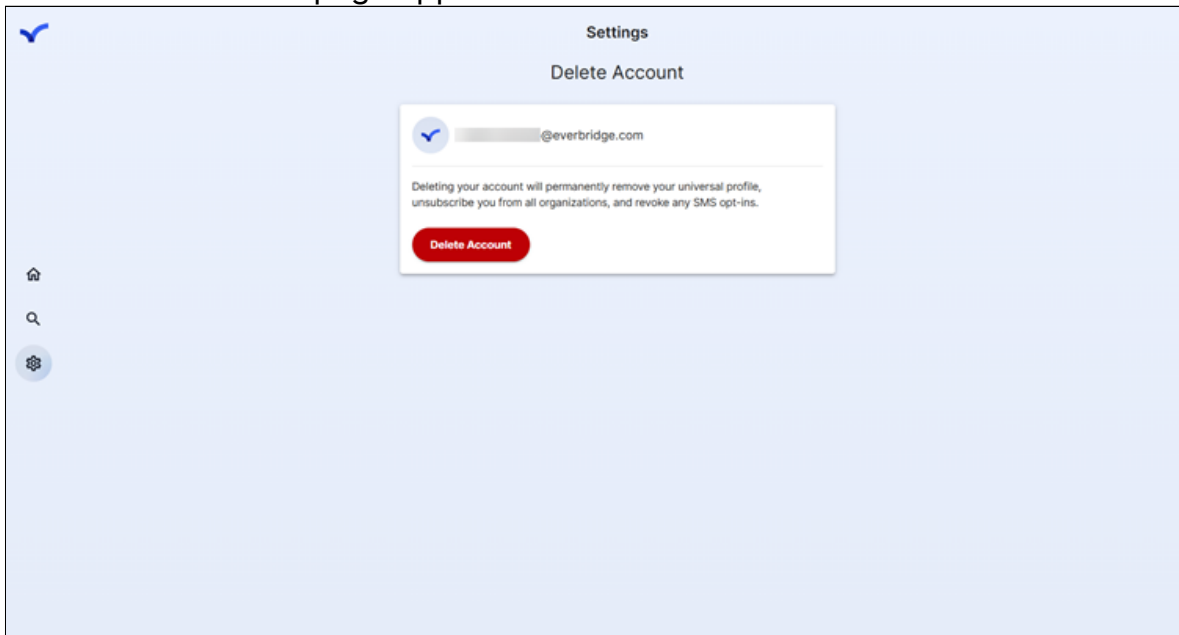 Settings
Delete Account
@everbridge.com
Deleting your account will permanently remove your universal profile,
unsubscribe you from all organizations, and revoke any SMS opt-ins.
Delete Account